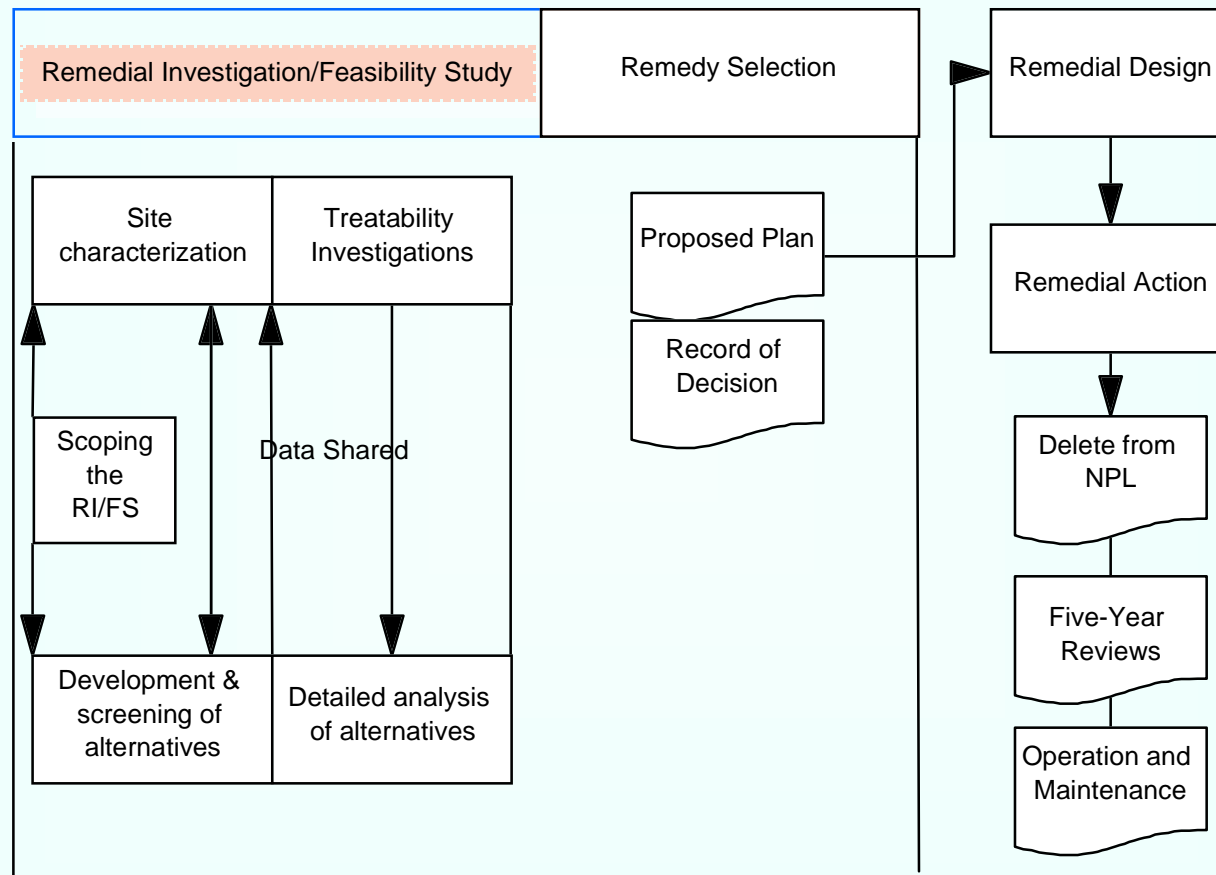 Remedial Investigation/Feasibility Study
Remedy Selection
Remedial Design
Site
characterization
Treatability
Investigations
Proposed Plan
Remedial Action
Record of
Decision
Scoping
the
RI/FS
Data Shared
Delete from
NPL
Five-Year
Reviews
Development &
screening of
alternatives
Detailed analysis
of alternatives
Operation and
Maintenance